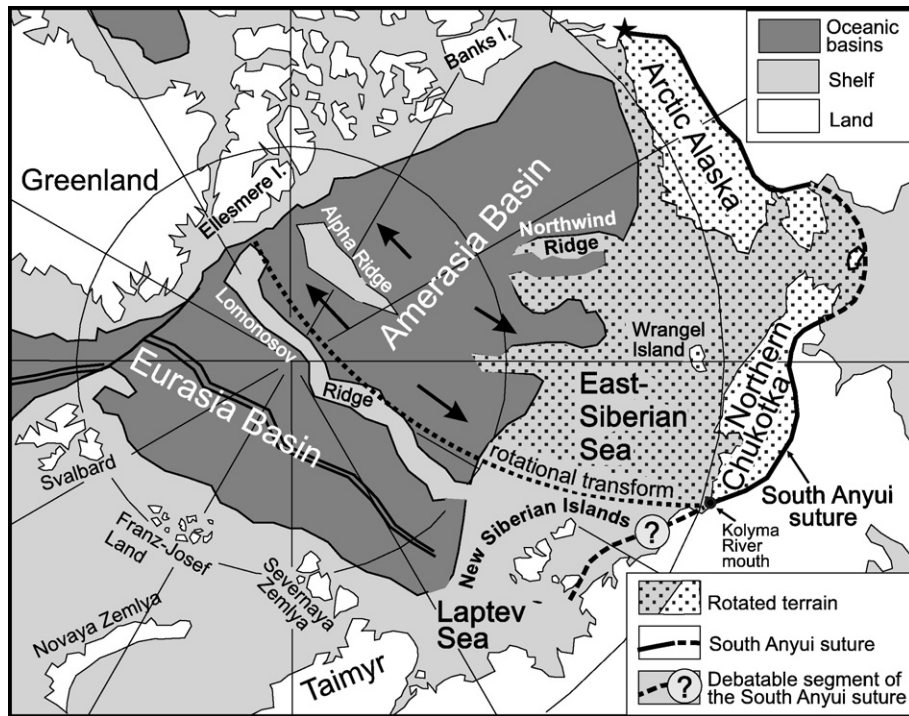 Banks I.
Oceanic
basins
Shelf
Land
Arctic Alaska
Greenland
Ellesmere I.
Alpha Ridge
Amerasia Basin
Northwind
Ridge
Lomonosov
Ridge
Wrangel
Island
Eurasia Basin
East-
Siberian
Sea
Northern
Chukotka
rotational transform
South Anyui
suture
Svalbard
Franz-Josef
Land
New Siberian Islands
?
Kolyma
River
mouth
Severnaya
Zemlya
Novaya Zemlya
Laptev
Sea
Taimyr
Rotated terrain
South Anyui suture
?
Debatable segment of
the South Anyui suture